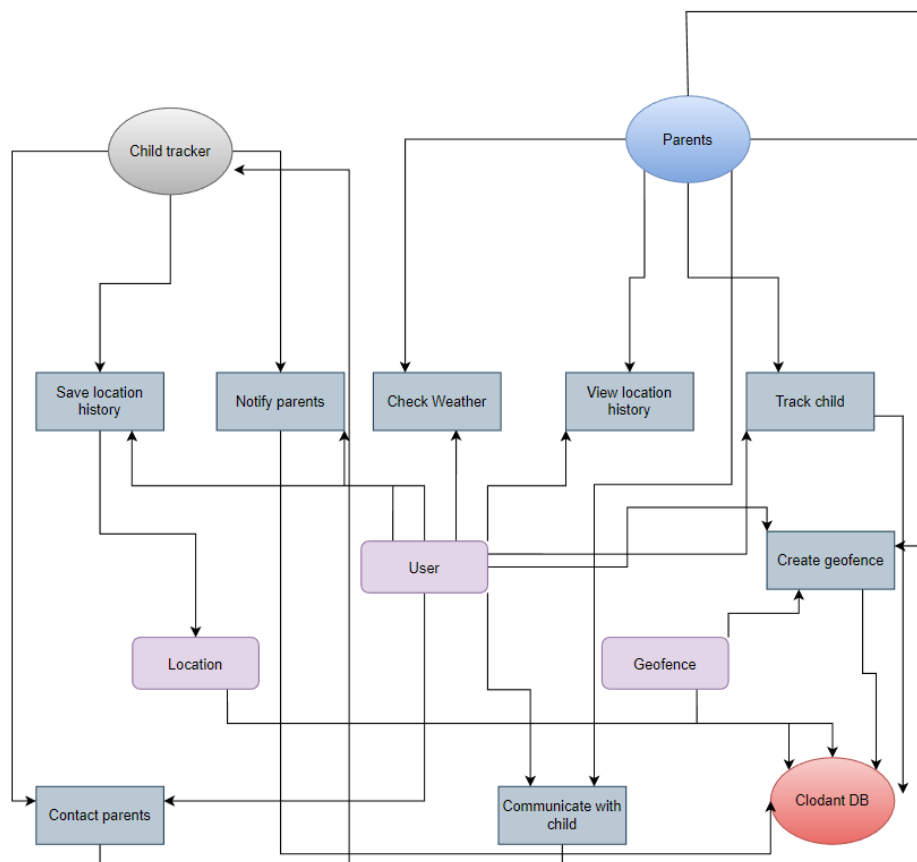 Child tracker
Parents
Save location
history
Notify parents
Check Weather
View location
history
Track child
User
Create geofence
Location
Geofence
Contact parents
Communicate with
child
Clodant DB